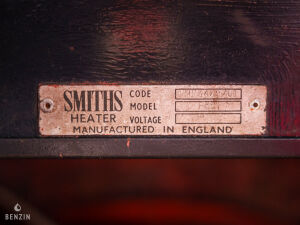 SMITHS
HEATER
CODE
MODEL
VOLTAGE
MANUFACTURED IN ENGLAND
BENZIN